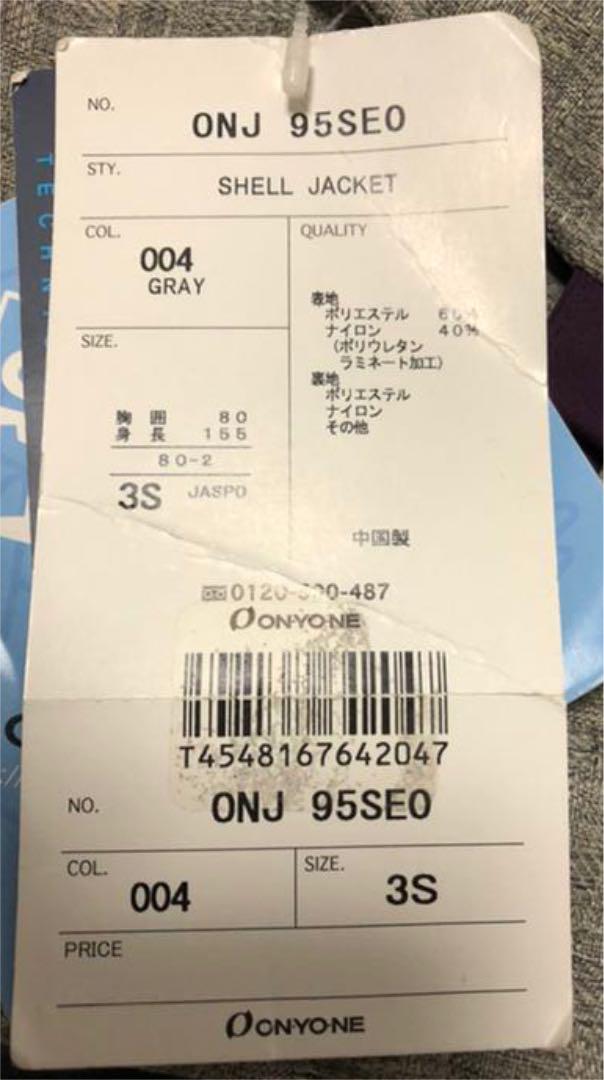 TECHN
NO.
ONJ 95SE0
STY.
SHELL JACKET
COL.
004
GRAY
QUALITY
表地
ポリエステル
ナイロン 40%
(ポリウレタン
ラミネート加工)
裏地
ポリエステル
ナイロン
その他
SIZE.
胸囲 80
身長 155
80-2
3S JASPO
中国製
ONYONE
T4548167642047
NO.
ONJ 95SE0
COL.
004
SIZE.
3S
PRICE
ONYONE